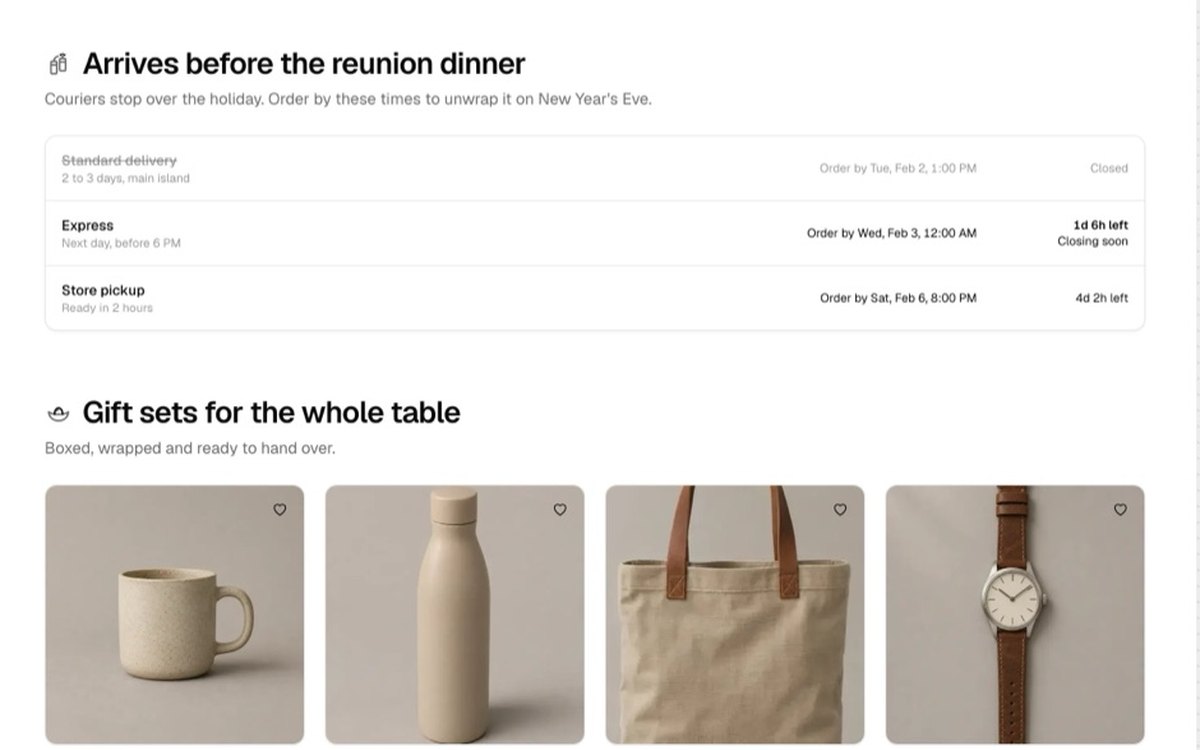 Arrives before the reunion dinner
Couriers stop over the holiday. Order by these times to unwrap it on New Year's Eve.
Standard delivery
2 to 3 days, main island
Order by Tue, Feb 2, 1:00 PM
Closed
Express
Next day, before 6 PM
Order by Wed, Feb 3, 12:00 AM
1d 6h left
Closing soon
Store pickup
Ready in 2 hours
Order by Sat, Feb 6, 8:00 PM
4d 2h left
Gift sets for the whole table
Boxed, wrapped and ready to hand over.